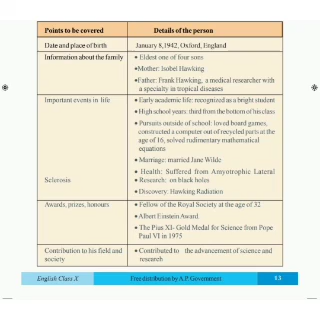 Points to be covered Details of the person
Date and place of birth January 8,1942, Oxford, England
Information about the family • Eldest one of four sons
•Mother: Isobel Hawking
•Father: Frank Hawking, a medical researcher with
a specialty in tropical diseases
Important events in life • Early academic life: recognized as a bright student
• High school years: third from the bottom of his class
• Pursuits outside of school: loved board games,
constructed a computer out of recycled parts at the
age of 16, solved rudimentary mathematical
equations
• Marriage: married Jane Wilde
• Health: Suffered from Amyotrophic Lateral
Sclerosis • Research: on black holes
• Discovery: Hawking Radiation
Awards, prizes, honours • Fellow of the Royal Society at the age of 32
•Albert Einstein Award
• The Pius XI- Gold Medal for Science from Pope
Paul VI in 1975
Contribution to his field and • Contributed to the advancement of science and
society research
English Class X Free distribution by A.P. Government 13